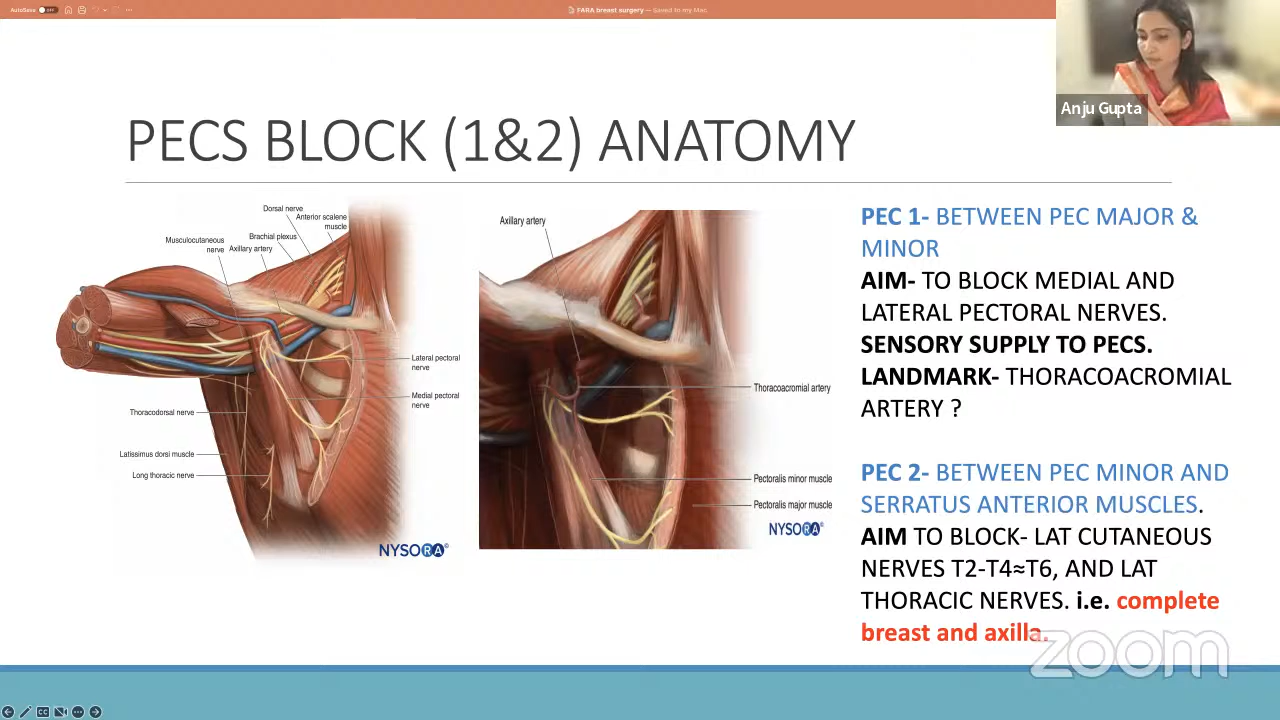 AutoSave OFF
FARA breast surgery — Saved to my Mac
Anju Gupta
PECS BLOCK (1&2) ANATOMY
Dorsal nerve
Anterior scalene
muscle
Brachial plexus
Musculocutaneous
nerve
Axillary artery
Lateral pectoral
nerve
Medial pectoral
nerve
Thoracodorsal nerve
Latissimus dorsi muscle
Long thoracic nerve
NYSORA
Axillary artery
Thoracoacromial artery
Pectoralis minor muscle
Pectoralis major muscle
NYSORA
PEC 1- BETWEEN PEC MAJOR &
MINOR
AIM- TO BLOCK MEDIAL AND
LATERAL PECTORAL NERVES.
SENSORY SUPPLY TO PECS.
LANDMARK- THORACOACROMIAL
ARTERY ?
PEC 2- BETWEEN PEC MINOR AND
SERRATUS ANTERIOR MUSCLES.
AIM TO BLOCK- LAT CUTANEOUS
NERVES T2-T4≈T6, AND LAT
THORACIC NERVES. i.e. complete
breast and axilla.
zoom
CC